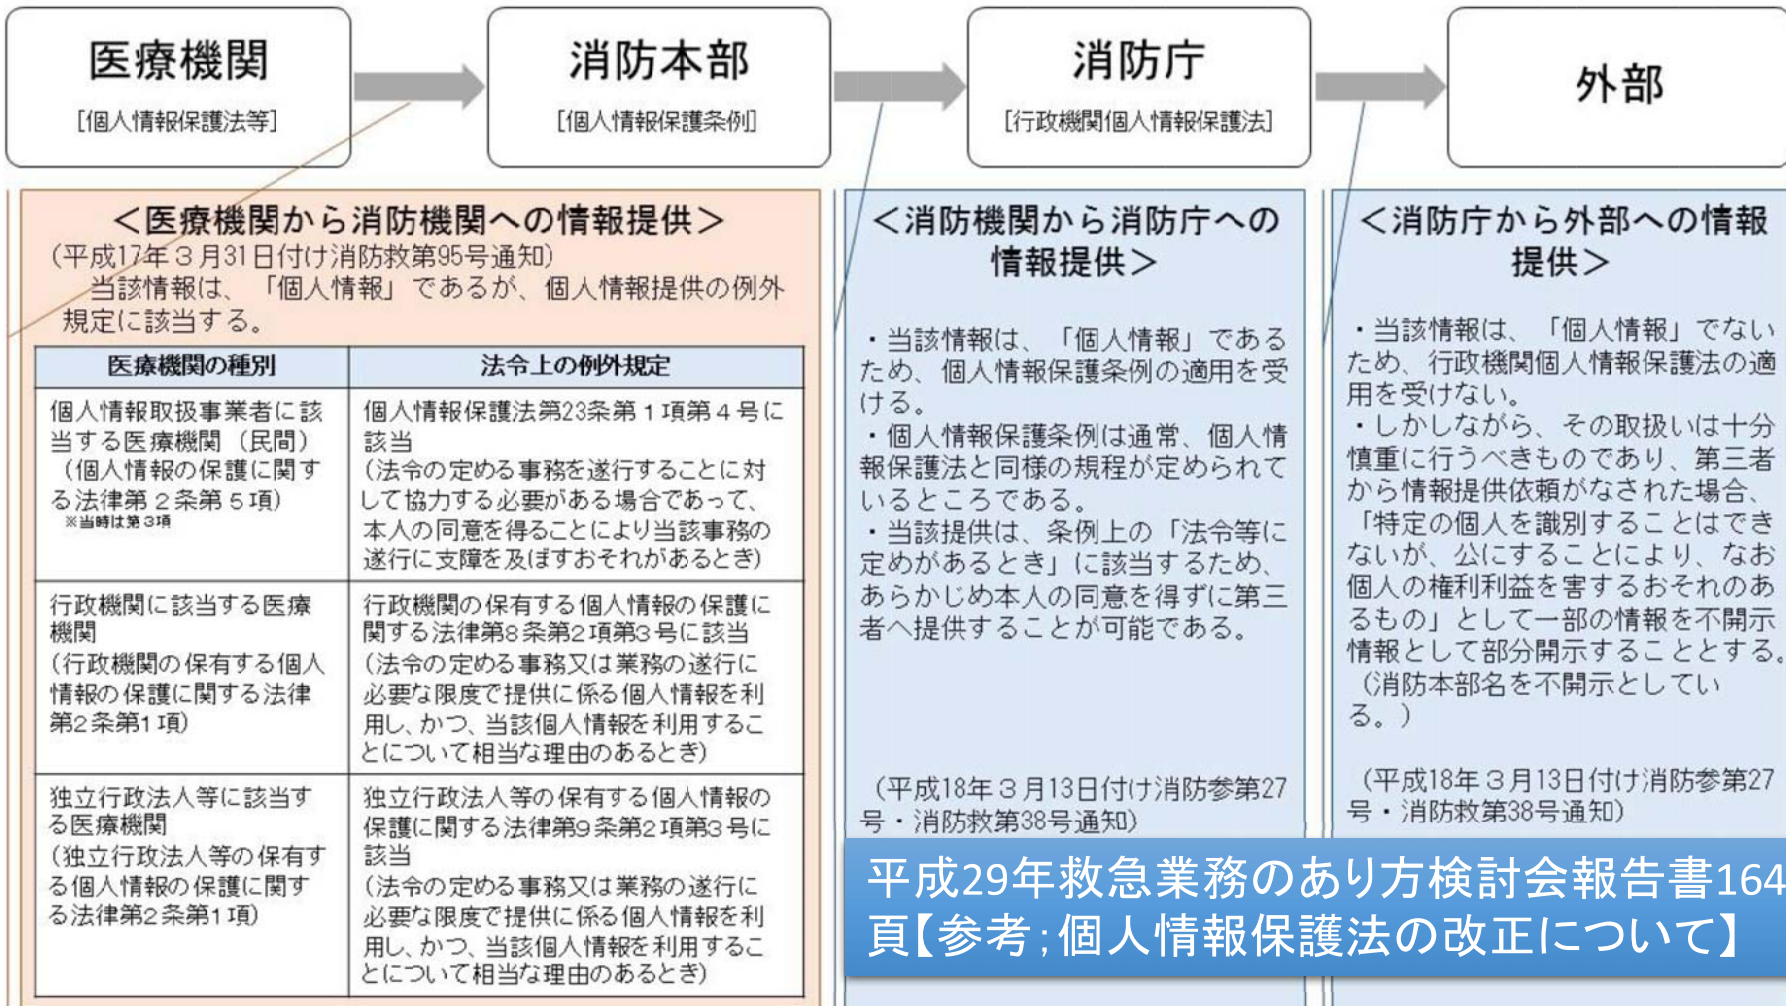 医療機関
[個人情報保護法等]
消防本部
[個人情報保護条例]
消防庁
[行政機関個人情報保護法]
外部
＜医療機関から消防機関への情報提供＞
（平成17年３月31日付け消防救第95号通知）
当該情報は、「個人情報」であるが、個人情報提供の例外
規定に該当する。
医療機関の種別
法令上の例外規定
個人情報取扱事業者に該
当する医療機関（民間）
（個人情報の保護に関す
る法律第２条第５項）
※当時は第３項
個人情報保護法第23条第１項第４号に
該当
（法令の定める事務を遂行することに対
して協力する必要がある場合であって、
本人の同意を得ることにより当該事務の
遂行に支障を及ぼすおそれがあるとき）
行政機関に該当する医療
機関
（行政機関の保有する個人
情報の保護に関する法律
第2条第1項）
行政機関の保有する個人情報の保護に
関する法律第8条第2項第3号に該当
（法令の定める事務又は業務の遂行に
必要な限度で提供に係る個人情報を利
用し、かつ、当該個人情報を利用するこ
とについて相当な理由のあるとき）
独立行政法人等に該当す
る医療機関
（独立行政法人等の保有す
る個人情報の保護に関す
る法律第2条第1項）
独立行政法人等の保有する個人情報の
保護に関する法律第9条第2項第3号に
該当
（法令の定める事務又は業務の遂行に
必要な限度で提供に係る個人情報を利
用し、かつ、当該個人情報を利用するこ
とについて相当な理由のあるとき）
＜消防機関から消防庁への
情報提供＞
・当該情報は、「個人情報」である
ため、個人情報保護条例の適用を受
ける。
・個人情報保護条例は通常、個人情
報保護法と同様の規程が定められて
いるところである。
・当該提供は、条例上の「法令等に
定めがあるとき」に該当するため、
あらかじめ本人の同意を得ずに第三
者へ提供することが可能である。
（平成18年３月13日付け消防参第27
号・消防救第38号通知）
＜消防庁から外部への情報
提供＞
・当該情報は、「個人情報」でない
ため、行政機関個人情報保護法の適
用を受けない。
・しかしながら、その取扱いは十分
慎重に行うべきものであり、第三者
から情報提供依頼がなされた場合、
「特定の個人を識別することはでき
ないが、公にすることにより、なお
個人の権利利益を害するおそれのあ
るもの」として一部の情報を不開示
情報として部分開示することとする。
（消防本部名を不開示としてい
る。）
（平成18年３月13日付け消防参第27
号・消防救第38号通知）
平成29年救急業務のあり方検討会報告書164
頁【参考；個人情報保護法の改正について】